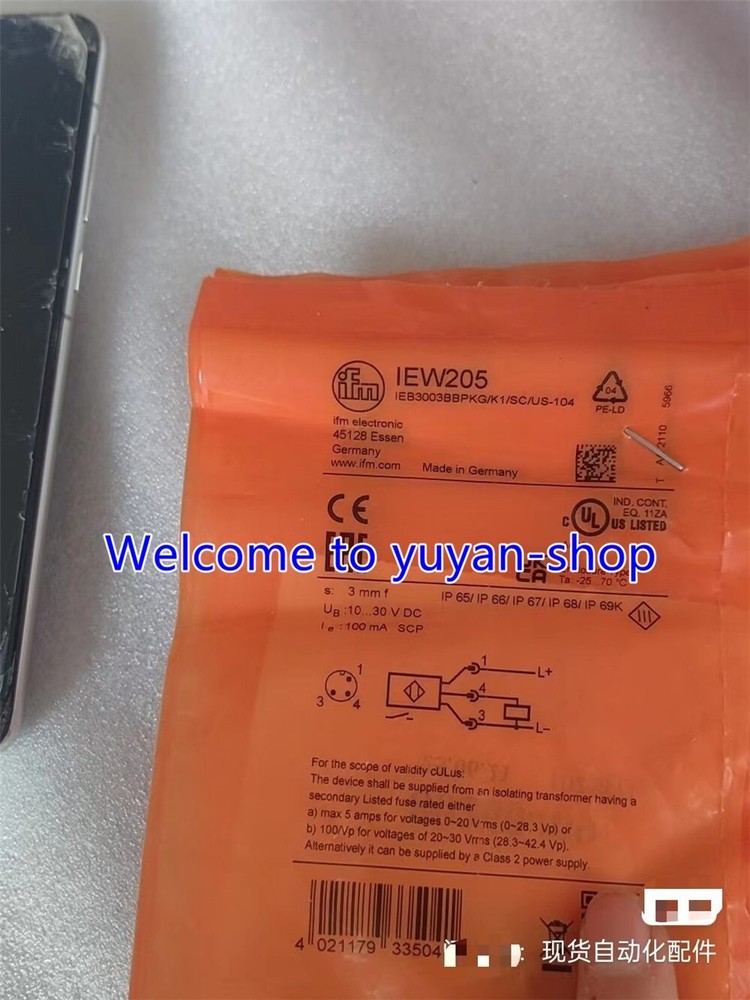 ifm
IEW205
IEB3003BBPKG/K1/SC/US-104
04
PE-LD
ifm electronic
45128 Essen
Germany
www.ifm.com
Made in Germany
T A 2110 5966
CE
C UL US LISTED
IND. CONT.
EQ. 11ZA
Welcome to yuyan-shop
Ta: -25...70 °C
s: 3 mm f
IP 65/ IP 66/ IP 67/ IP 68/ IP 69K
UB :10...30 V DC
Ie : 100 mA SCP
1
3
4
1
L+
4
3
L−
For the scope of validity cULus:
The device shall be supplied from an isolating transformer having a
secondary Listed fuse rated either
a) max 5 amps for voltages 0~20 Vrms (0~28.3 Vp) or
b) 100/Vp for voltages of 20~30 Vrms (28.3~42.4 Vp).
Alternatively it can be supplied by a Class 2 power supply.
4 021179 33504
现货自动化配件